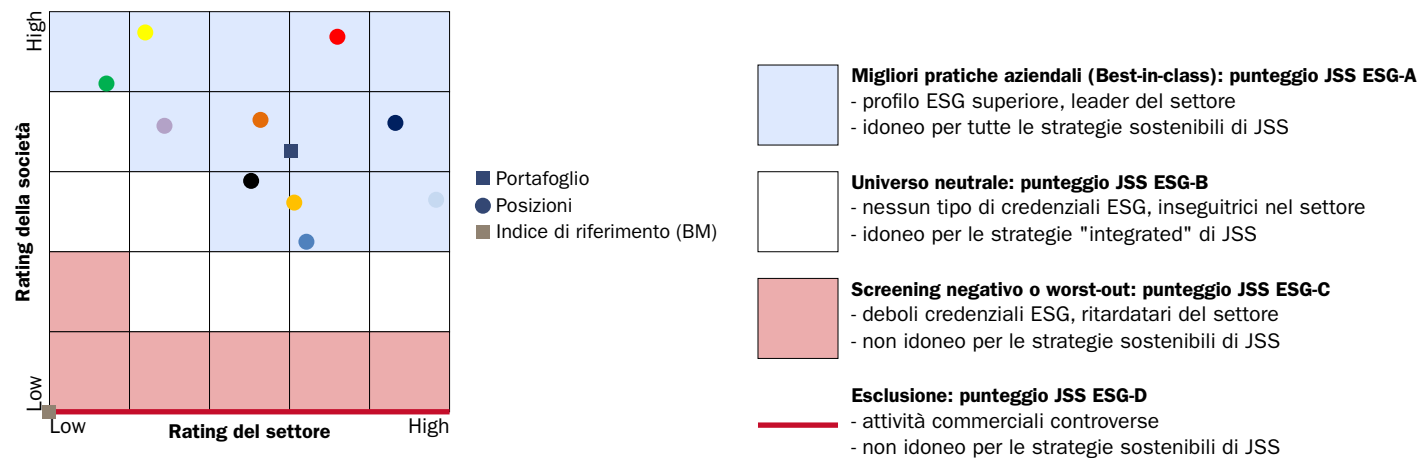 High
Rating della società
Low
Low
Rating del settore
High
Portafoglio
Posizioni
Indice di riferimento (BM)
Migliori pratiche aziendali (Best-in-class): punteggio JSS ESG-A
- profilo ESG superiore, leader del settore
- idoneo per tutte le strategie sostenibili di JSS
Universo neutrale: punteggio JSS ESG-B
- nessun tipo di credenziali ESG, inseguitrici nel settore
- idoneo per le strategie "integrated" di JSS
Screening negativo o worst-out: punteggio JSS ESG-C
- deboli credenziali ESG, ritardatari del settore
- non idoneo per le strategie sostenibili di JSS
Esclusione: punteggio JSS ESG-D
- attività commerciali controverse
- non idoneo per le strategie sostenibili di JSS